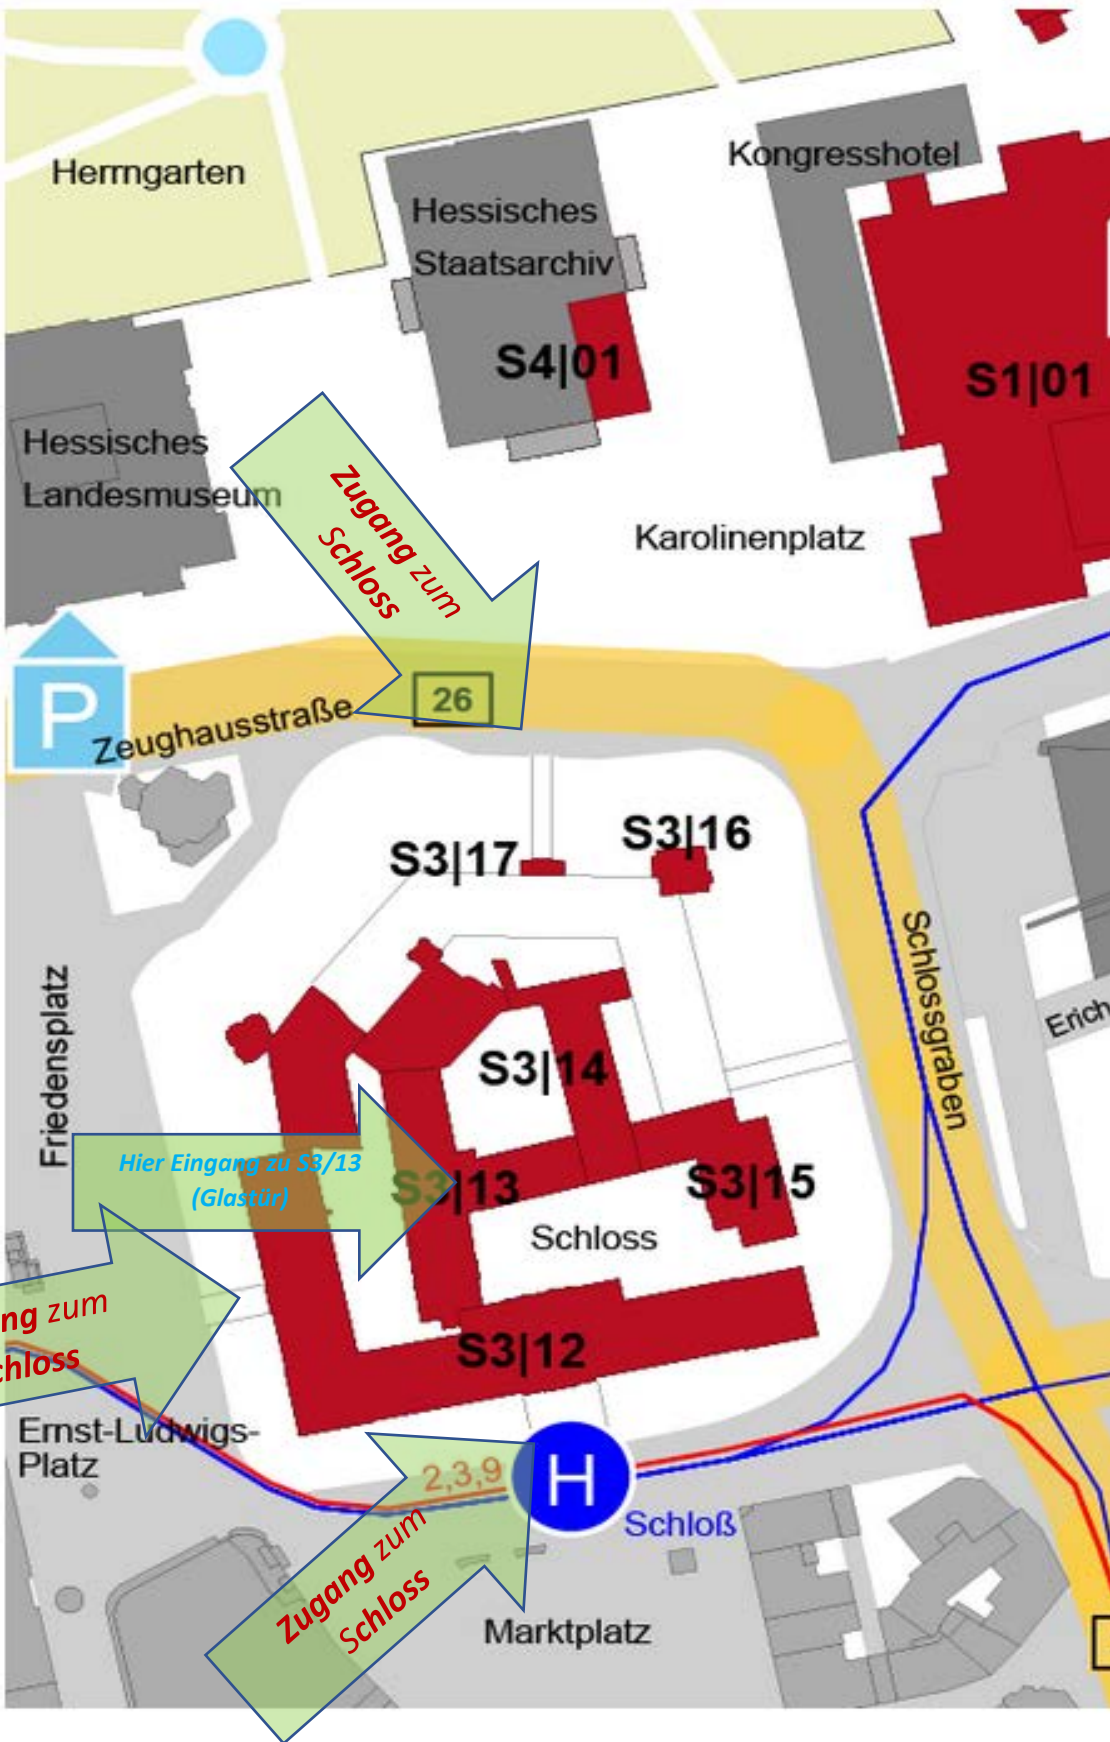 Herrngarten
Kongresshotel
Hessisches
Staatsarchiv
S4|01
S1|01
Hessisches
Landesmuseum
Zugang zum
Schloss
Karolinenplatz
P
26
Zeughausstraße
S3|17
S3|16
Friedensplatz
Schlossgraben
Erich
S3|14
Hier Eingang zu S3/13
(Glastür)
S3|13
S3|15
Schloss
ng zum
chloss
S3|12
Ernst-Ludwigs-
Platz
2,3,9
H
Schloß
Zugang zum
Schloss
Marktplatz